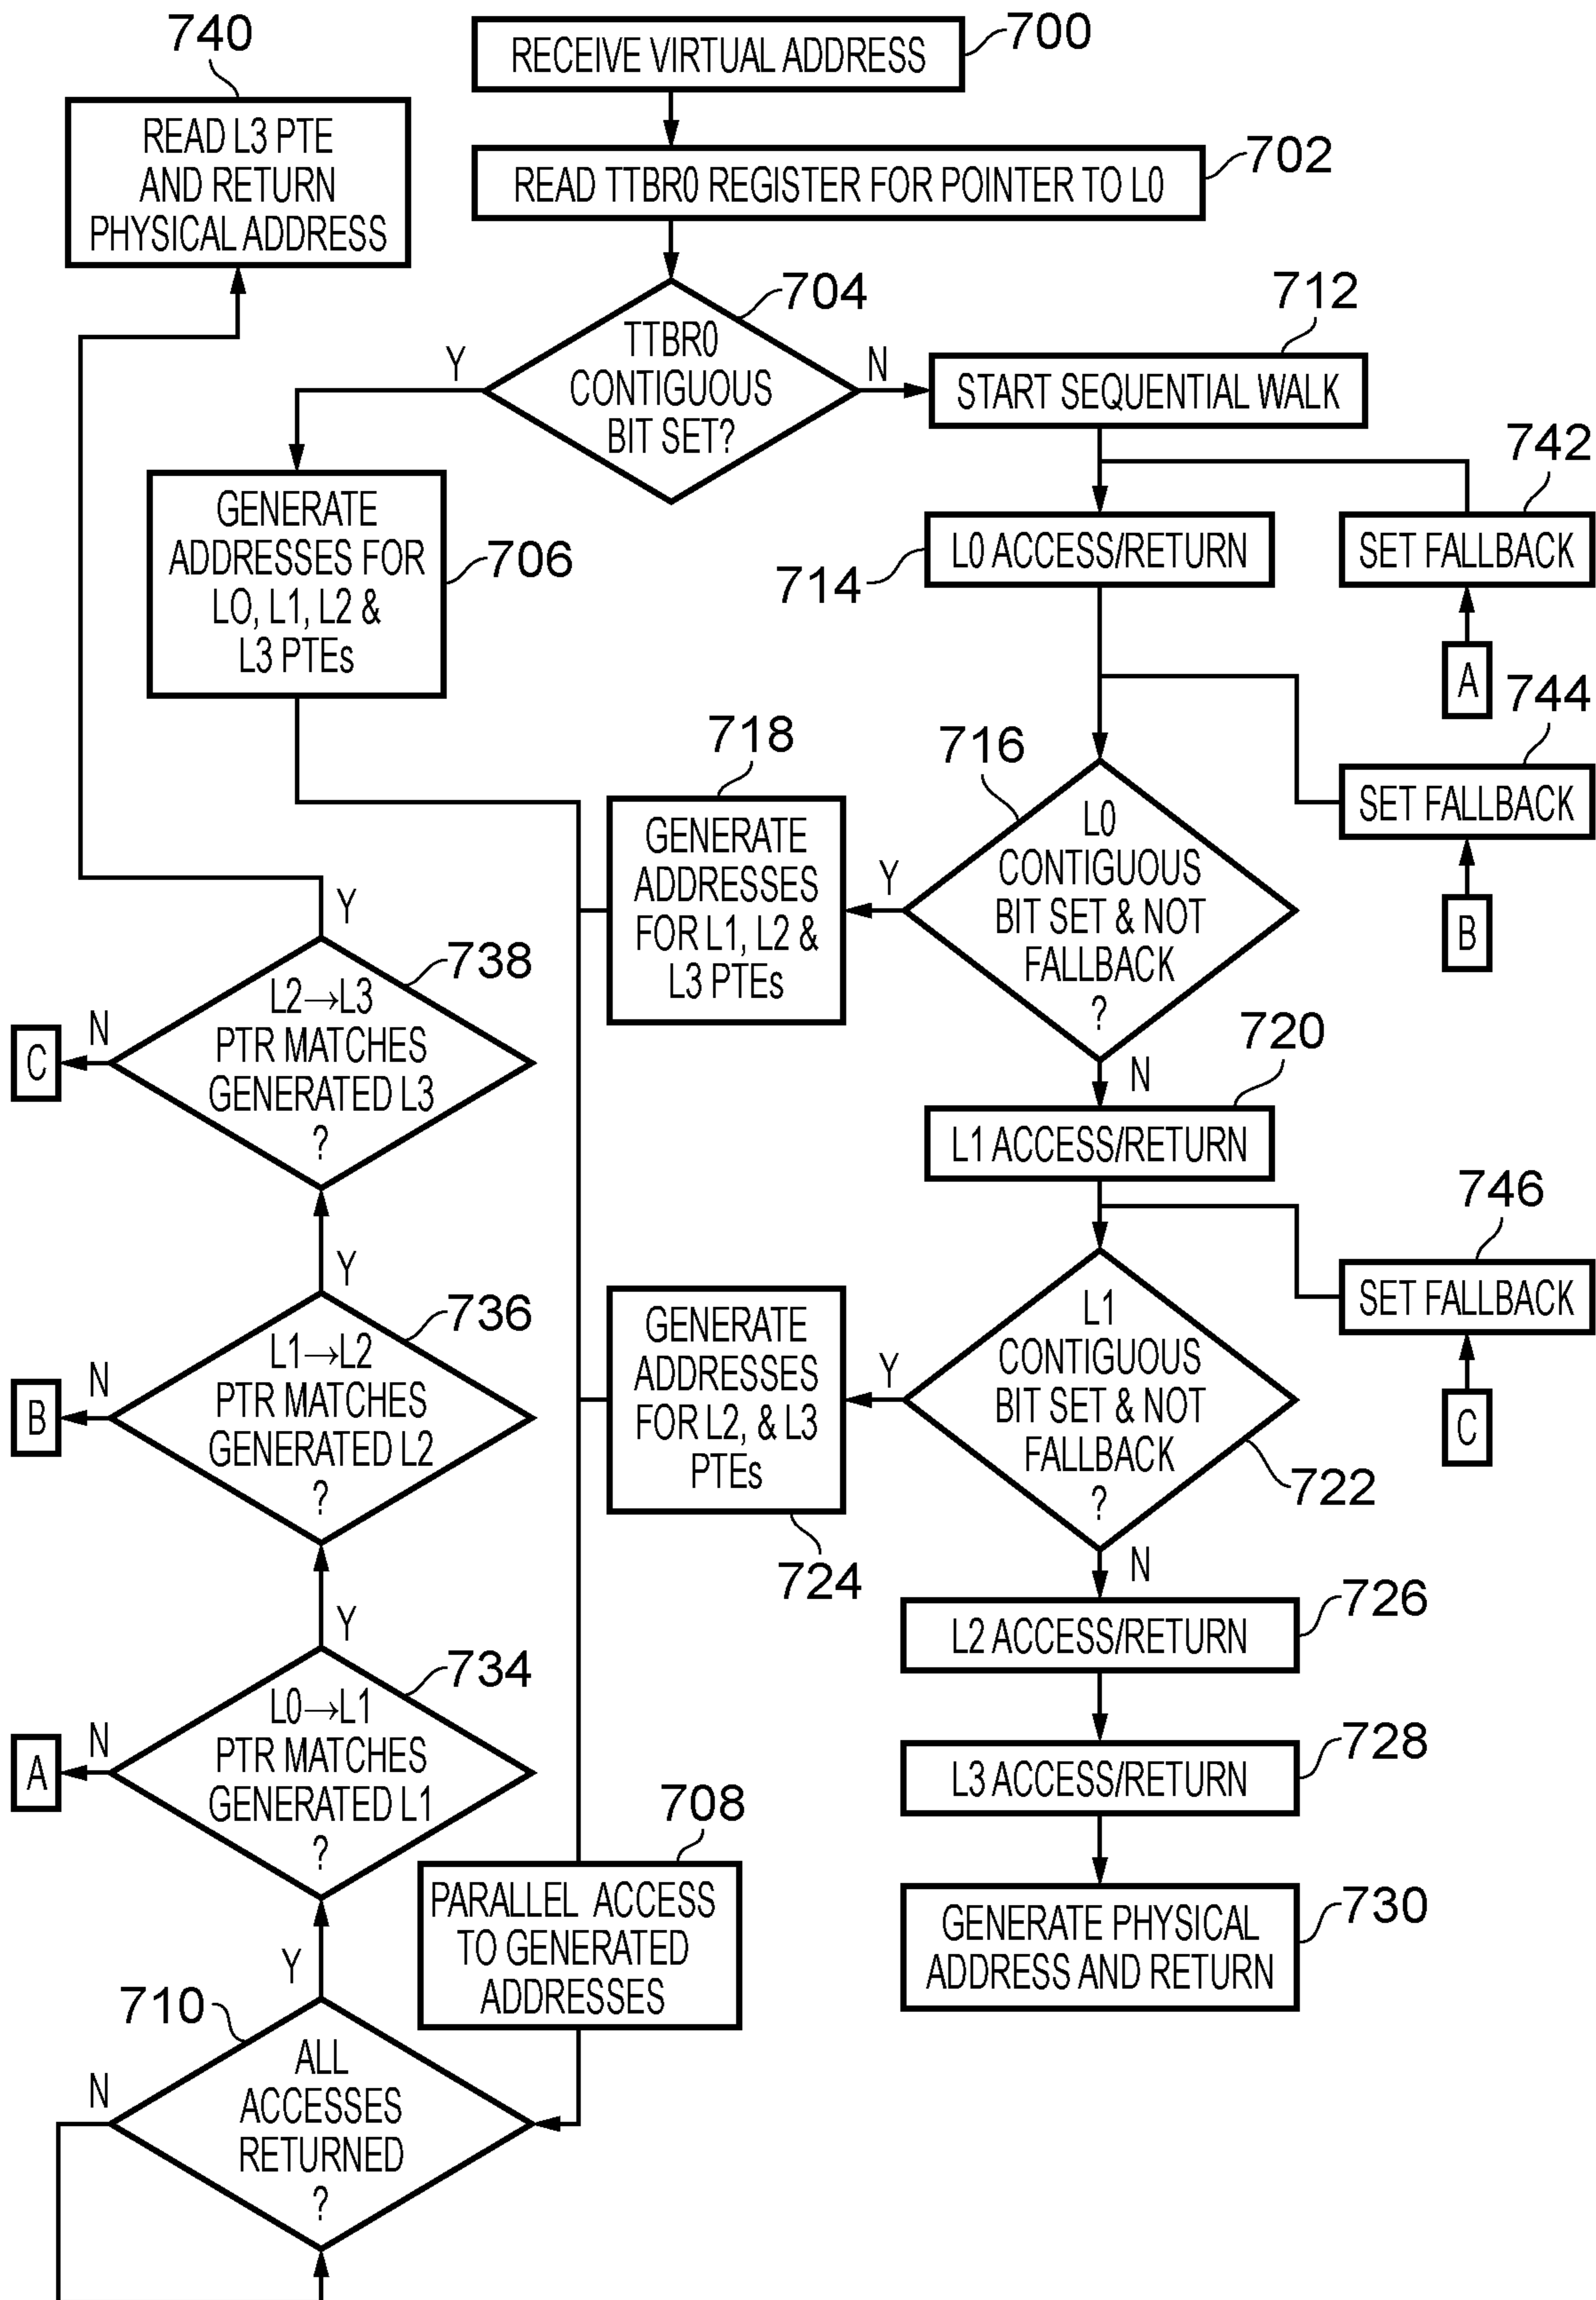 740
READ L3 PTE
AND RETURN
PHYSICAL ADDRESS
RECEIVE VIRTUAL ADDRESS
700
READ TTBR0 REGISTER FOR POINTER TO L0
702
TTBR0
CONTIGUOUS
BIT SET?
704
Y
N
712
START SEQUENTIAL WALK
GENERATE
ADDRESSES FOR
LO, L1, L2 &
L3 PTEs
706
L0 ACCESS/RETURN
714
742
SET FALLBACK
A
744
SET FALLBACK
B
716
L0
CONTIGUOUS
BIT SET & NOT
FALLBACK
?
Y
N
718
GENERATE
ADDRESSES
FOR L1, L2 &
L3 PTEs
720
L1 ACCESS/RETURN
746
SET FALLBACK
C
L1
CONTIGUOUS
BIT SET & NOT
FALLBACK
?
722
Y
N
GENERATE
ADDRESSES
FOR L2, & L3
PTEs
724
L2 ACCESS/RETURN
726
L3 ACCESS/RETURN
728
GENERATE PHYSICAL
ADDRESS AND RETURN
730
Y
738
L2→L3
PTR MATCHES
GENERATED L3
?
N
C
Y
736
L1→L2
PTR MATCHES
GENERATED L2
?
N
B
Y
734
L0→L1
PTR MATCHES
GENERATED L1
?
N
A
708
PARALLEL ACCESS
TO GENERATED
ADDRESSES
Y
710
ALL
ACCESSES
RETURNED
?
N